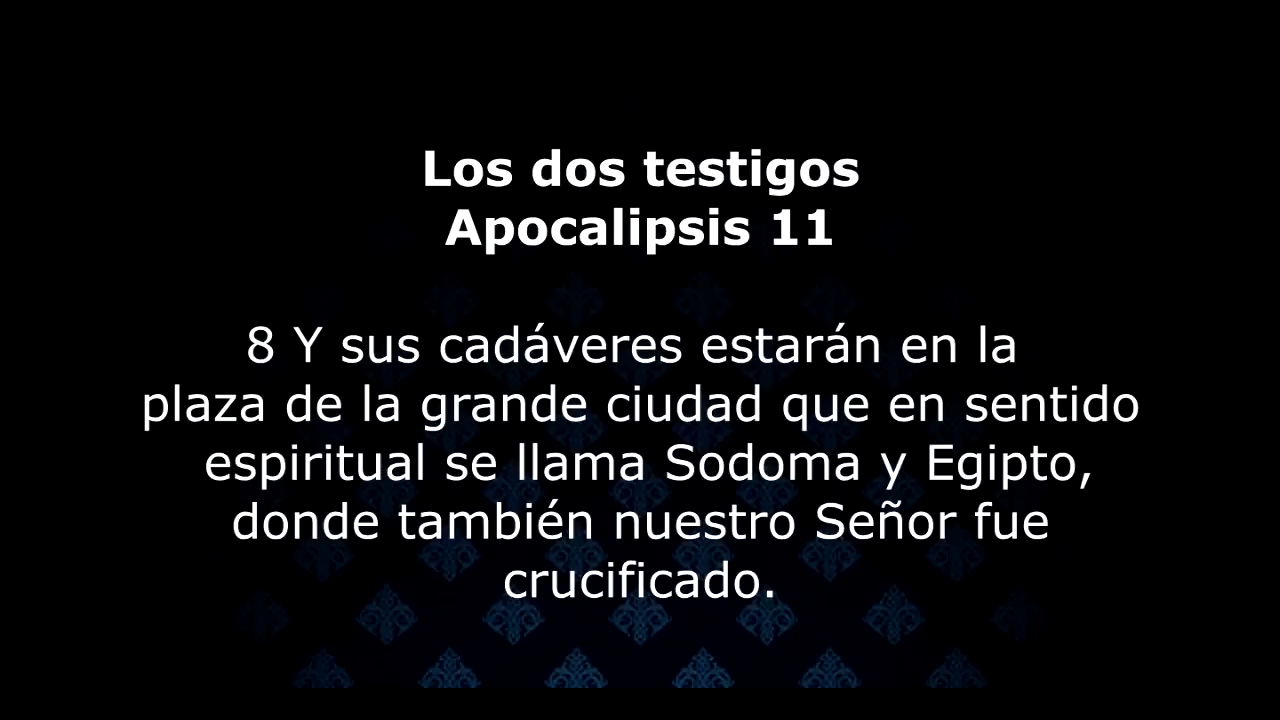 Los dos testigos
Apocalipsis 11
8 Y sus cadáveres estarán en la
plaza de la grande ciudad que en sentido
espiritual se llama Sodoma y Egipto,
donde también nuestro Señor fue
crucificado.